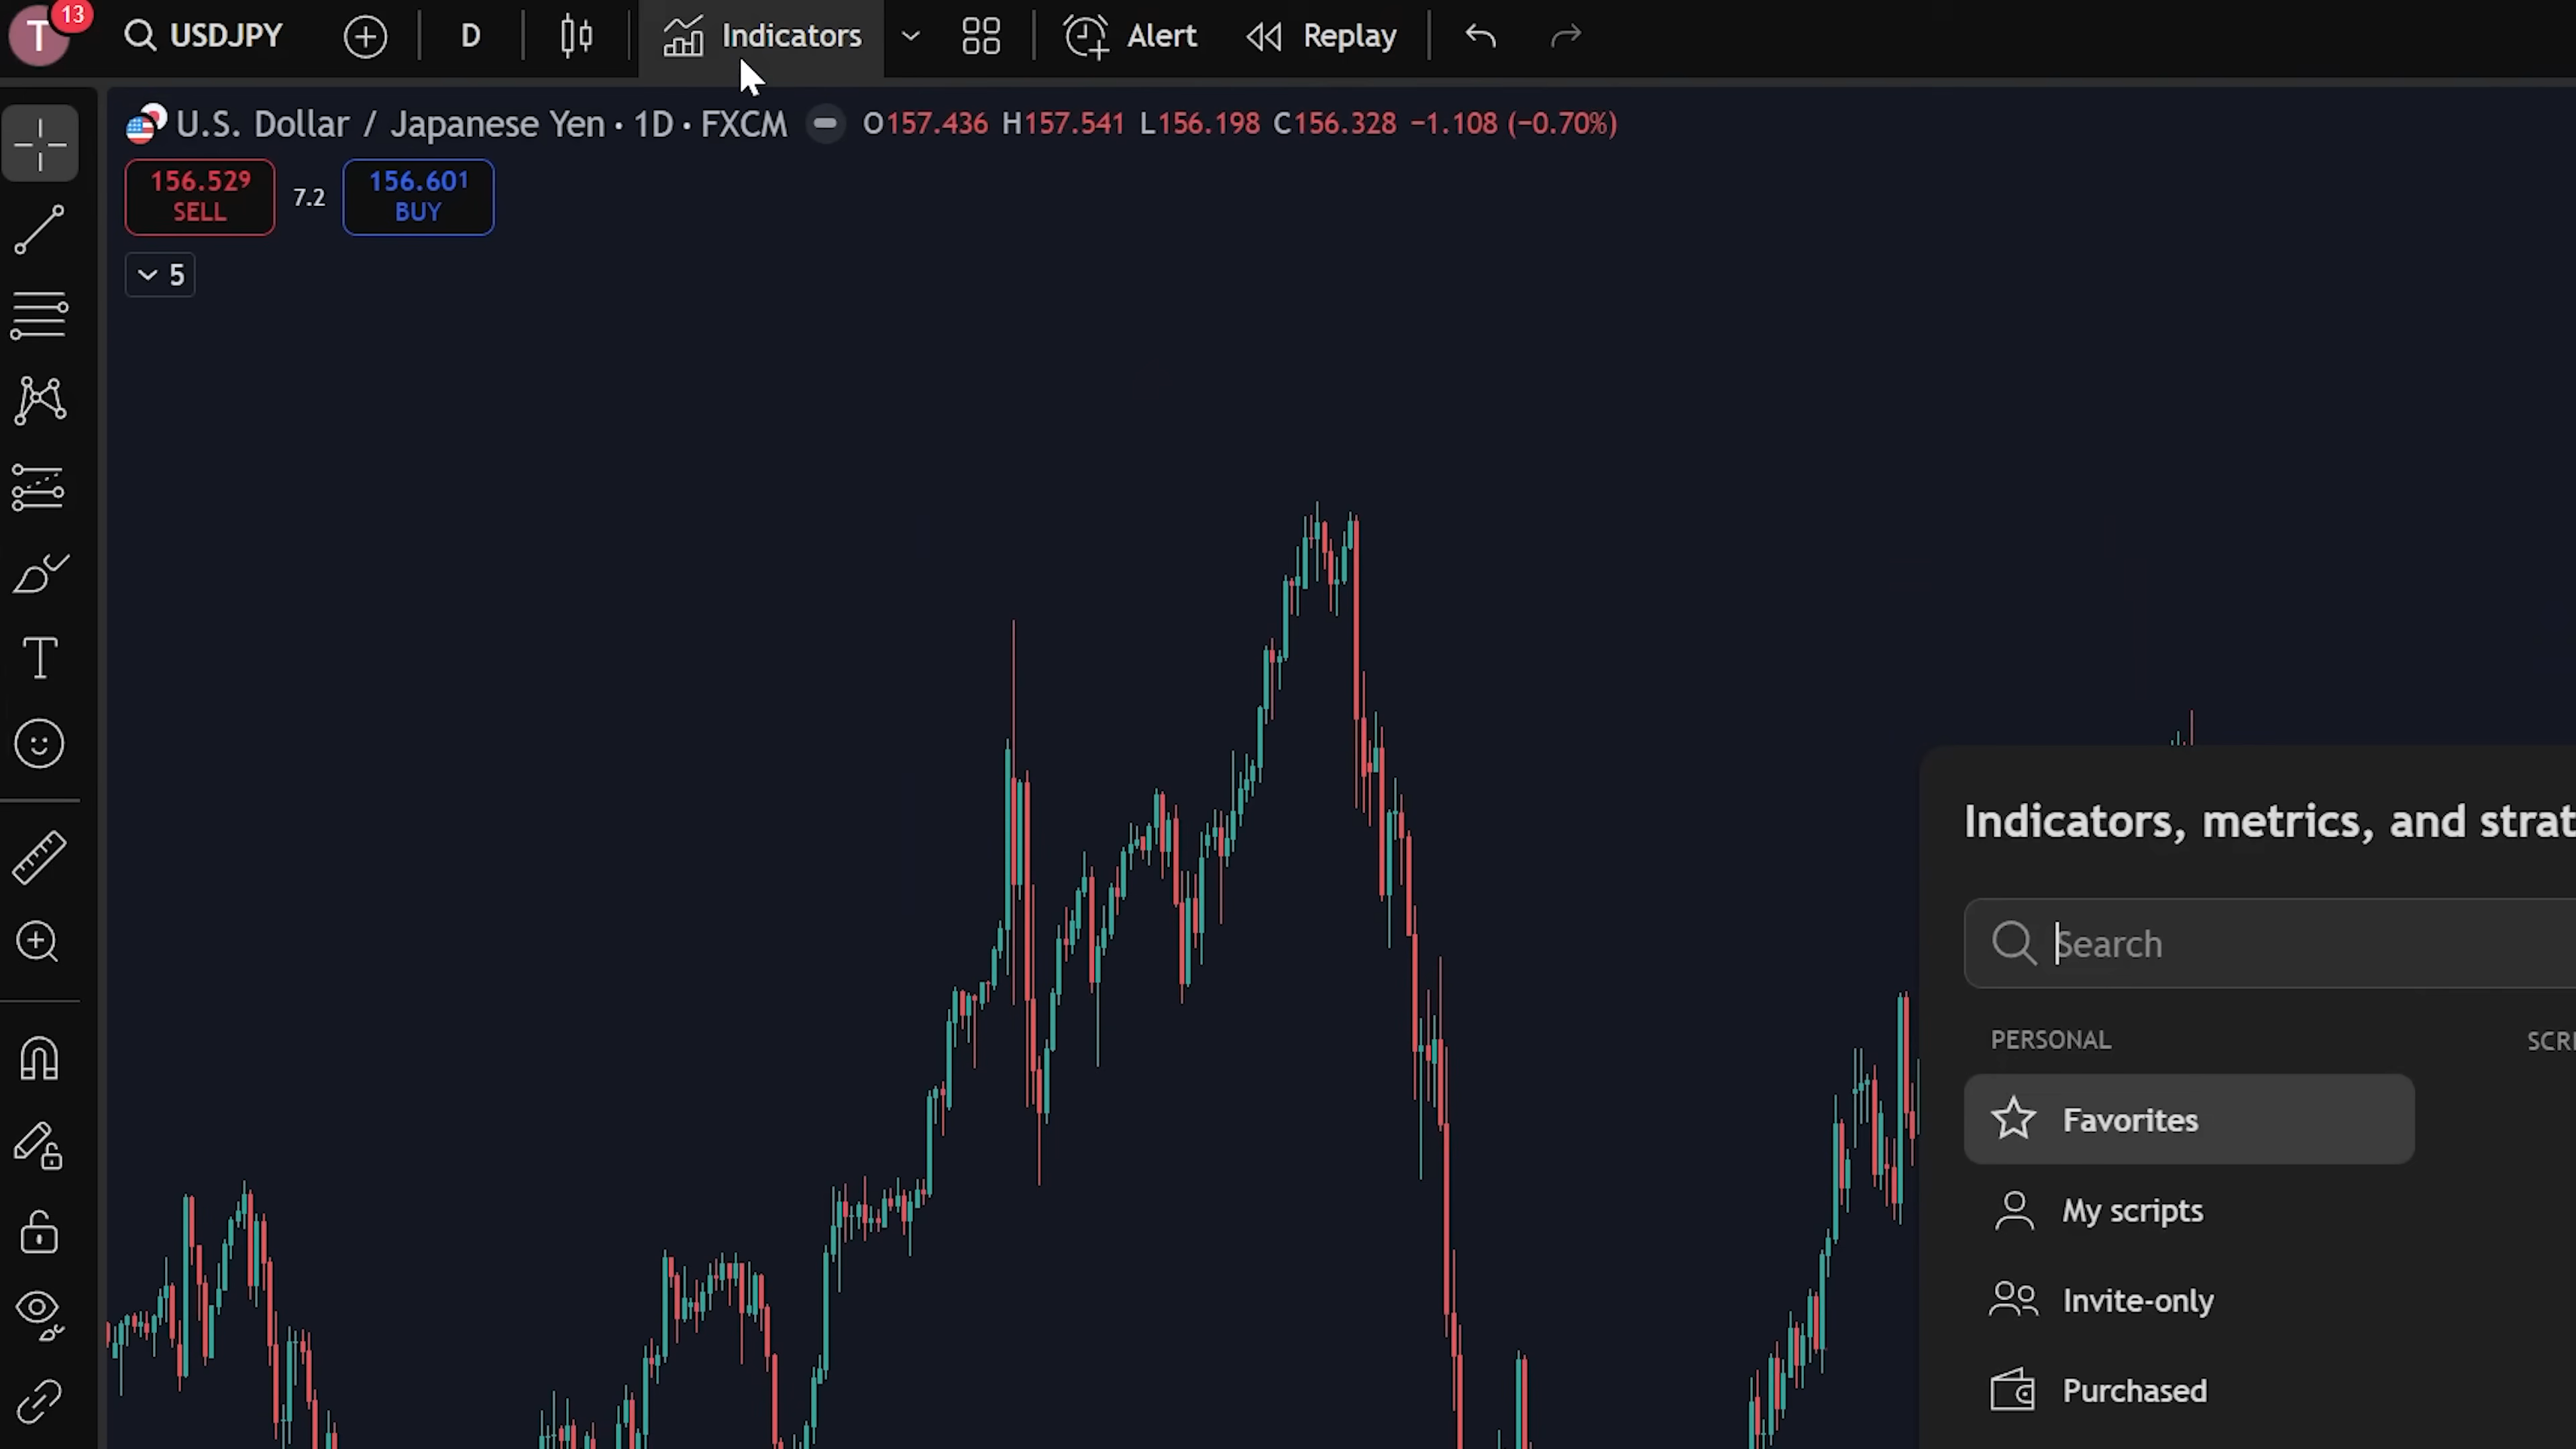 T 13 USDJPY D Indicators Alert Replay
U.S. Dollar / Japanese Yen · 1D · FXCM O157.436 H157.541 L156.198 C156.328 −1.108 (−0.70%)
156.529 SELL 7.2 156.601 BUY
5
Indicators, metrics, and strat
Search
PERSONAL SCRI
Favorites
My scripts
Invite-only
Purchased